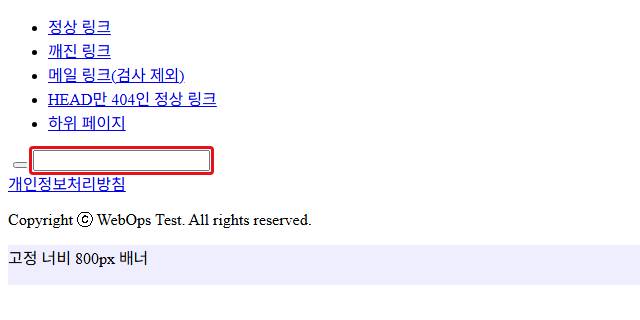 정상 링크
깨진 링크
메일 링크(검사 제외)
HEAD만 404인 정상 링크
하위 페이지
개인정보처리방침
Copyright ⓒ WebOps Test. All rights reserved.
고정 너비 800px 배너